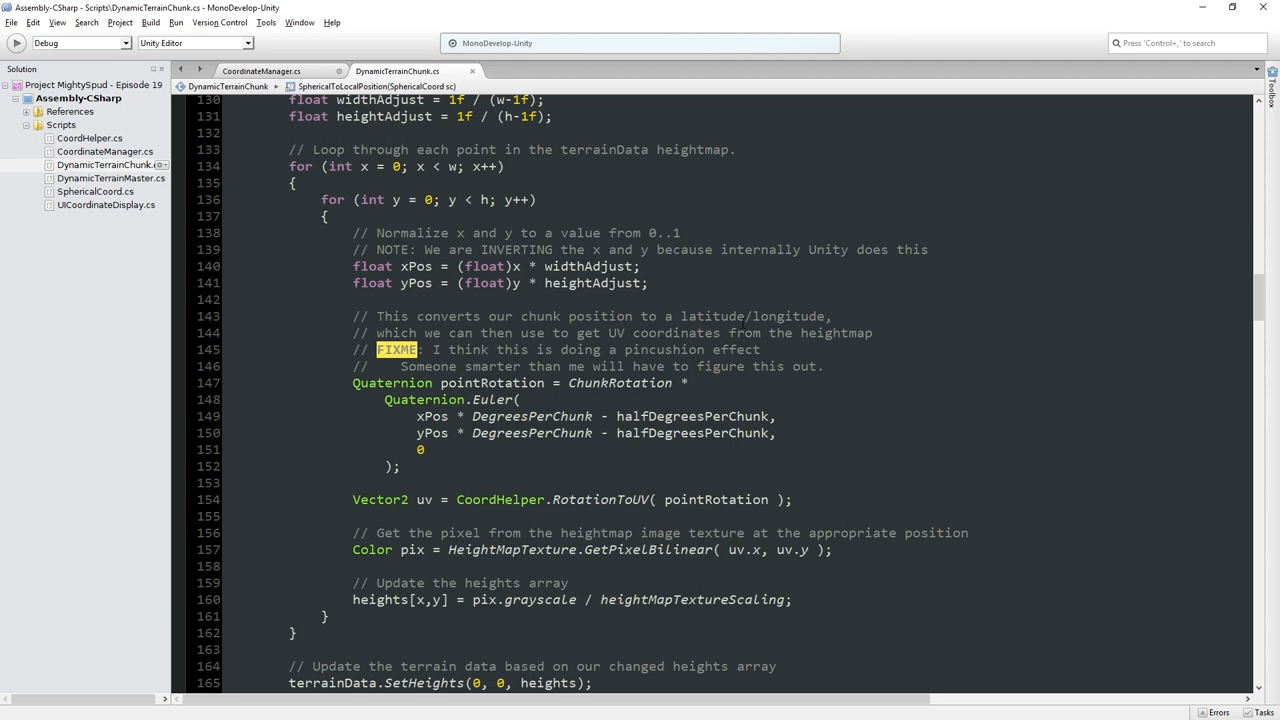 Assembly-CSharp - Scripts\DynamicTerrainChunk.cs - MonoDevelop-Unity
File Edit View Search Project Build Run Version Control Tools Window Help
Debug Unity Editor MonoDevelop-Unity Press 'Control+,' to search
Solution
CoordinateManager.cs DynamicTerrainChunk.cs
Project MightySpud - Episode 19
Assembly-CSharp
References
Scripts
CoordHelper.cs
CoordinateManager.cs
DynamicTerrainChunk.c
DynamicTerrainMaster.cs
SphericalCoord.cs
UICoordinateDisplay.cs
DynamicTerrainChunk SphericalToLocalPosition(SphericalCoord sc)
130 float widthAdjust = 1f / (w-1f);
131 float heightAdjust = 1f / (h-1f);
132
133 // Loop through each point in the terrainData heightmap.
134 for (int x = 0; x < w; x++)
135 {
136 for (int y = 0; y < h; y++)
137 {
138 // Normalize x and y to a value from 0..1
139 // NOTE: We are INVERTING the x and y because internally Unity does this
140 float xPos = (float)x * widthAdjust;
141 float yPos = (float)y * heightAdjust;
142
143 // This converts our chunk position to a latitude/longitude,
144 // which we can then use to get UV coordinates from the heightmap
145 // FIXME: I think this is doing a pincushion effect
146 // Someone smarter than me will have to figure this out.
147 Quaternion pointRotation = ChunkRotation *
148 Quaternion.Euler(
149 xPos * DegreesPerChunk - halfDegreesPerChunk,
150 yPos * DegreesPerChunk - halfDegreesPerChunk,
151 0
152 );
153
154 Vector2 uv = CoordHelper.RotationToUV( pointRotation );
155
156 // Get the pixel from the heightmap image texture at the appropriate position
157 Color pix = HeightMapTexture.GetPixelBilinear( uv.x, uv.y );
158
159 // Update the heights array
160 heights[x,y] = pix.grayscale / heightMapTextureScaling;
161 }
162 }
163
164 // Update the terrain data based on our changed heights array
165 terrainData.SetHeights(0, 0, heights);
Toolbox
Errors Tasks